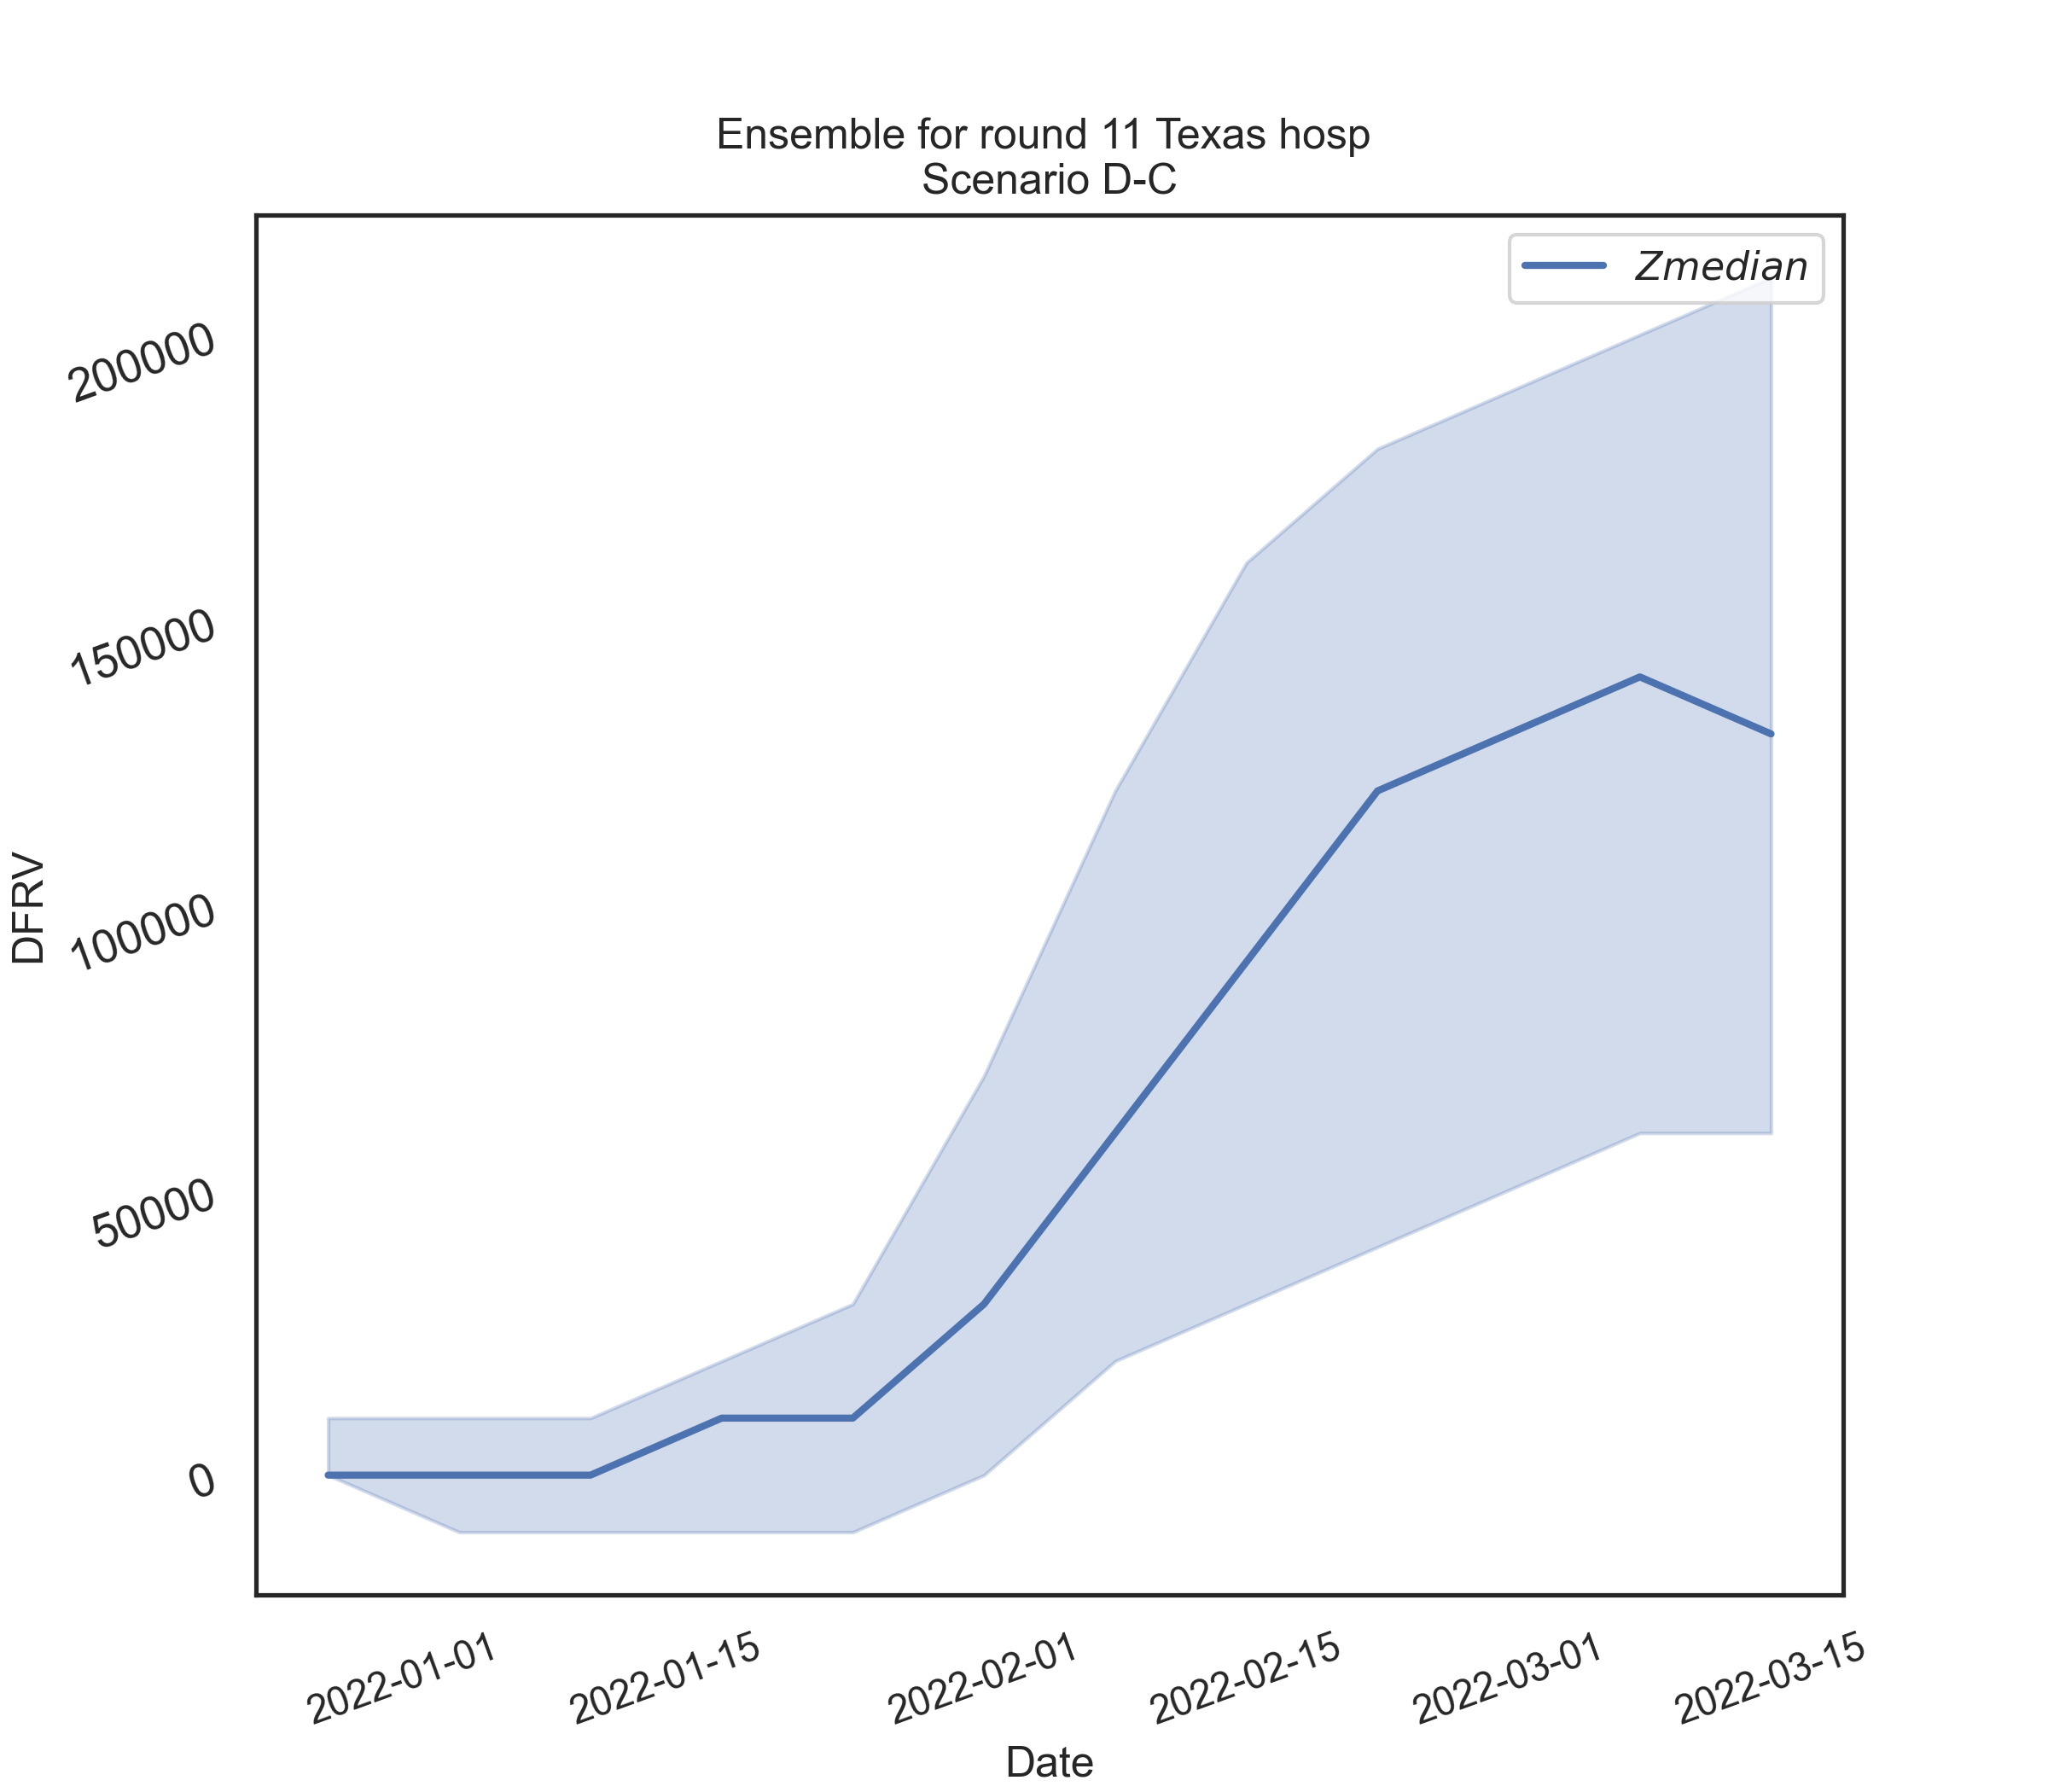 Ensemble for round 11 Texas hosp
Scenario D-C
Zmedian
200000
150000
100000
50000
0
DFRV
2022-01-01
2022-01-15
2022-02-01
2022-02-15
2022-03-01
2022-03-15
Date